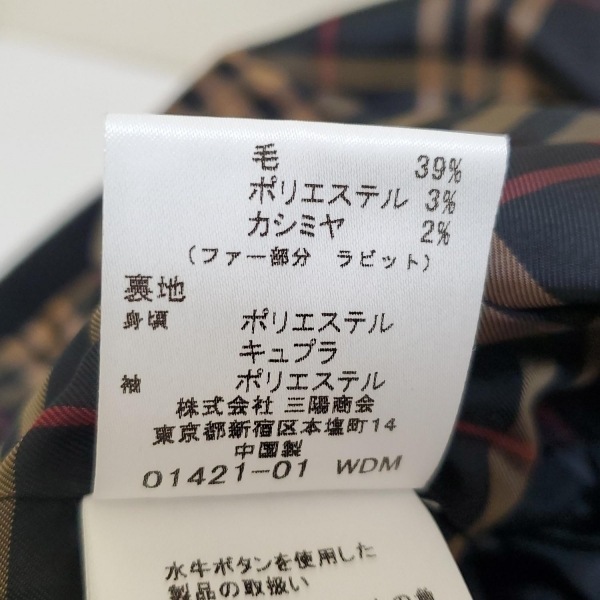 毛 39%
ポリエステル 3%
カシミヤ 2%
(ファー部分 ラビット)
裏地
身頃 ポリエステル
キュプラ
袖 ポリエステル
株式会社 三陽商会
東京都新宿区本塩町14
中国製
01421-01 WDM
水牛ボタンを使用した
製品の取扱い